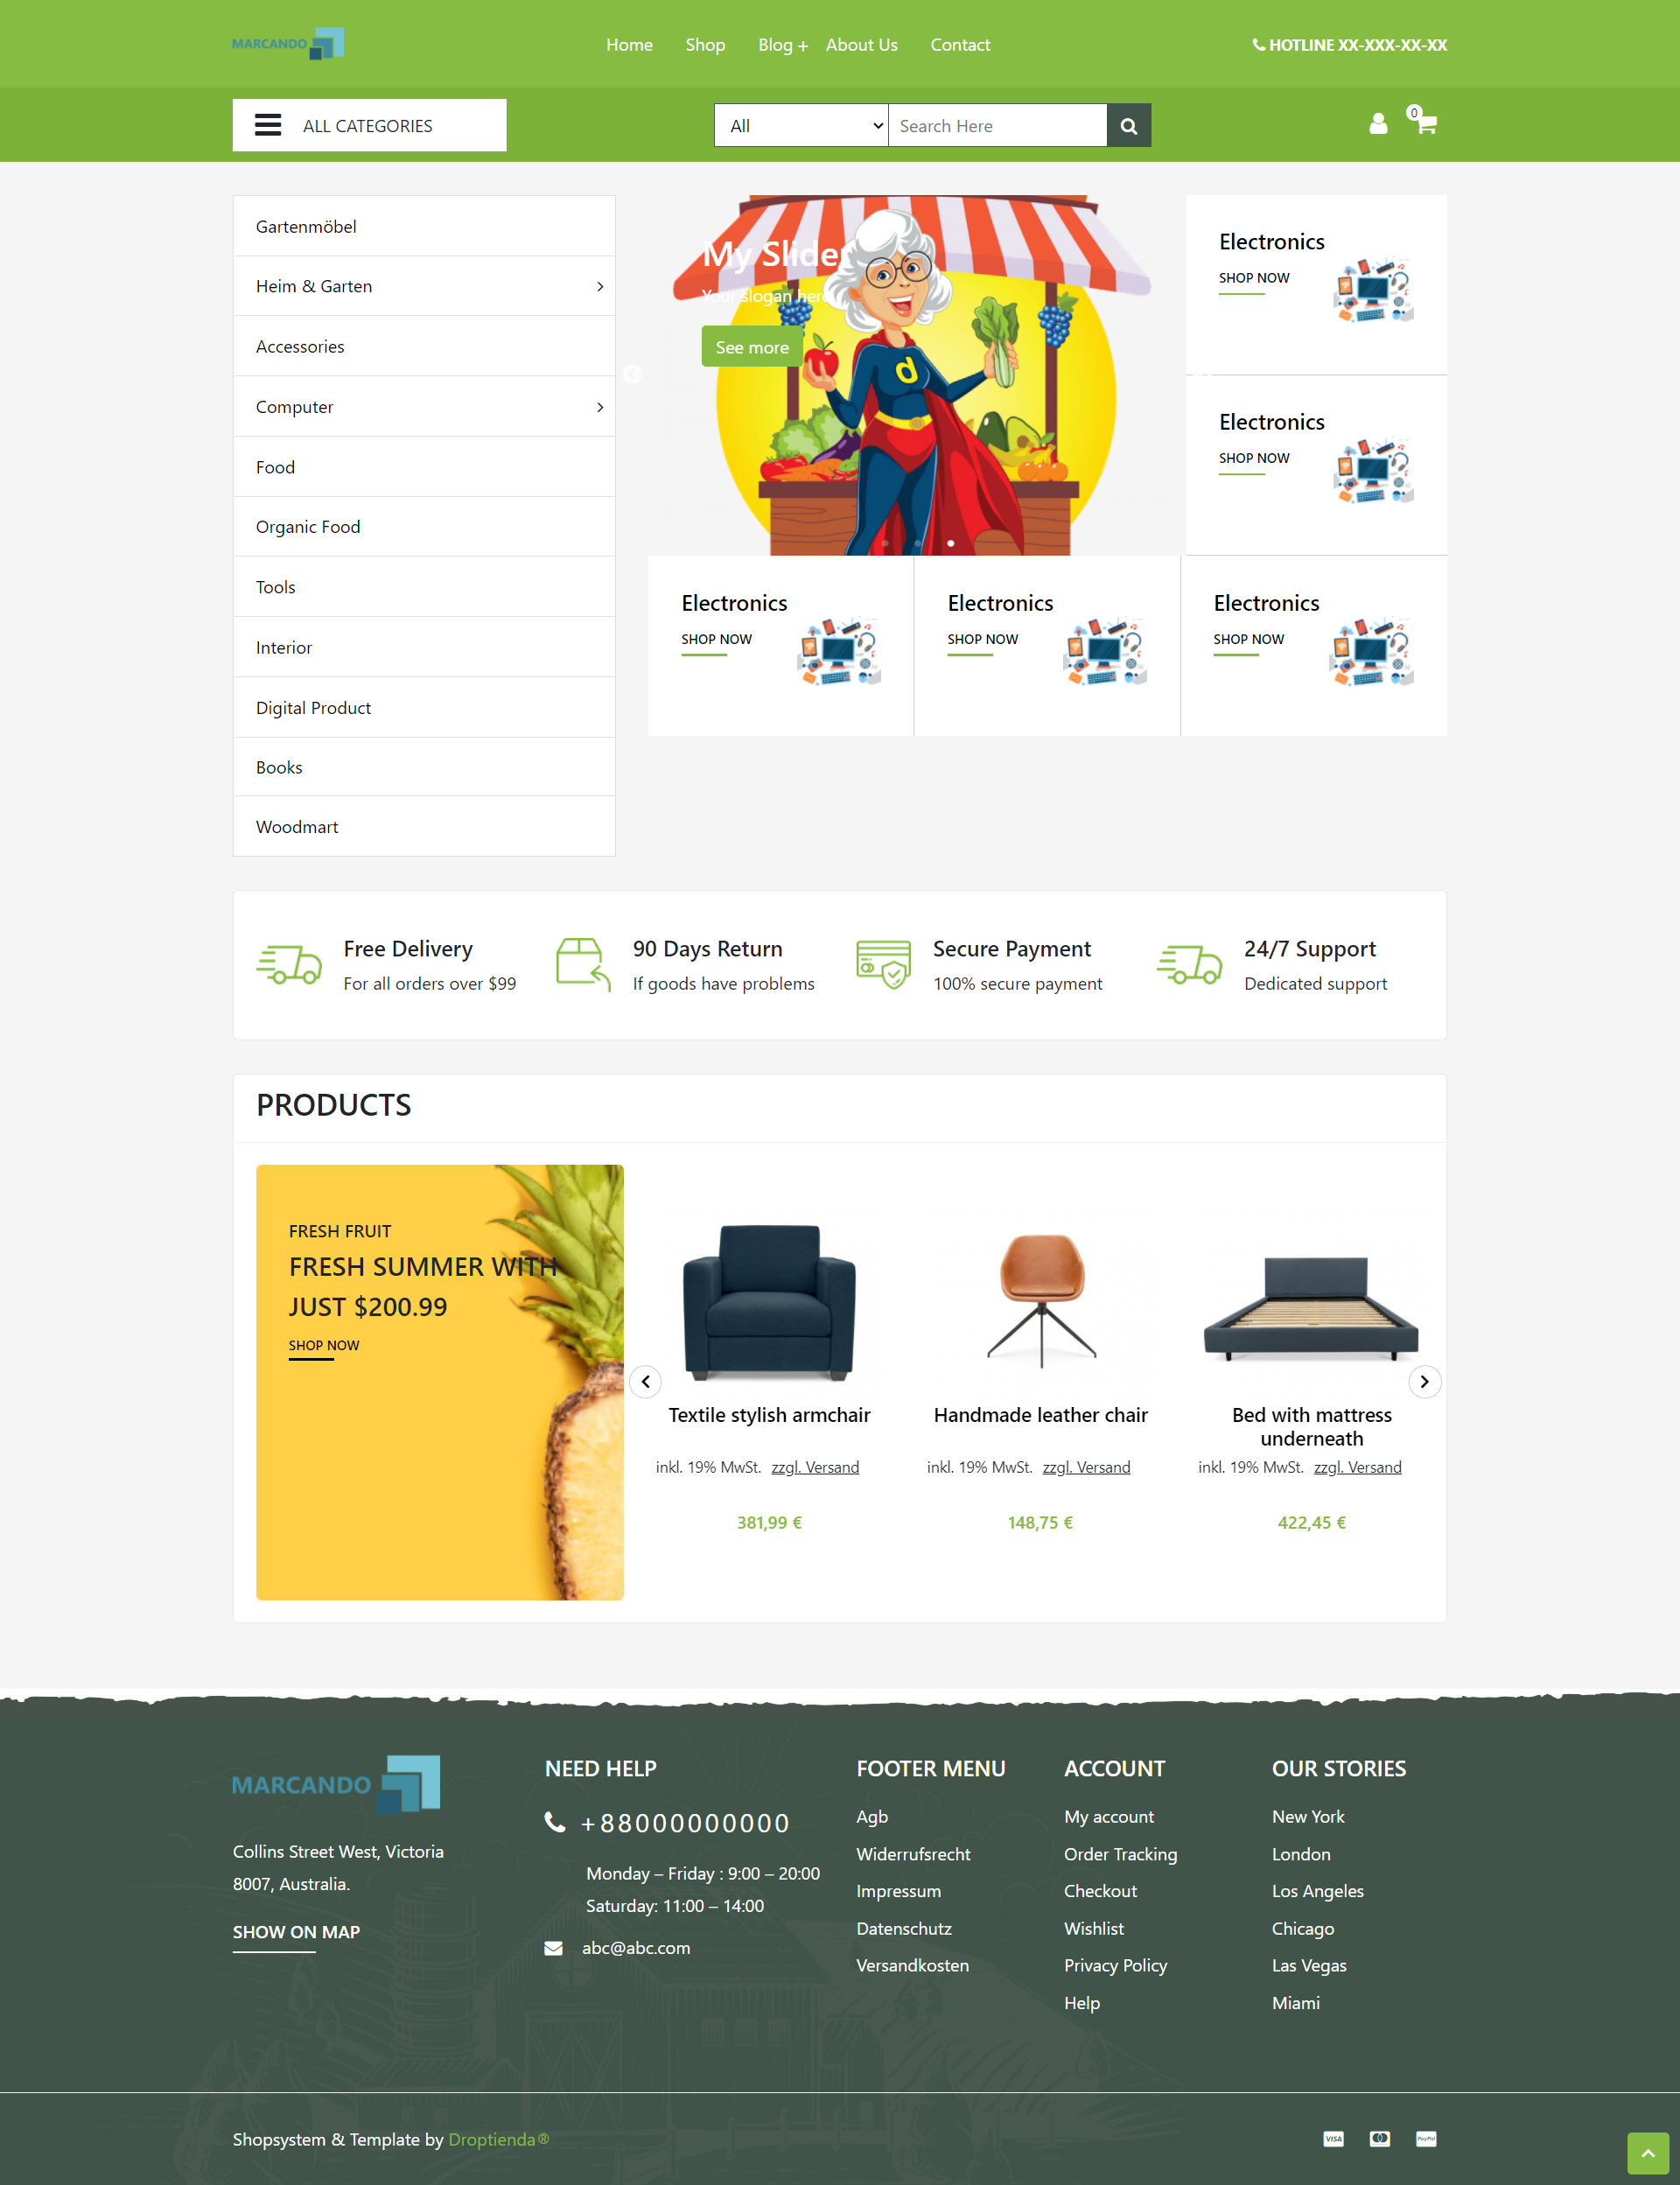 MARCANDO
Home Shop Blog + About Us Contact
HOTLINE XX-XXX-XX-XX
ALL CATEGORIES
All
Search Here
0
Gartenmöbel
Heim & Garten
Accessories
Computer
Food
Organic Food
Tools
Interior
Digital Product
Books
Woodmart
My Slider
Your slogan here
See more
d
Electronics
SHOP NOW
Electronics
SHOP NOW
Electronics
SHOP NOW
Electronics
SHOP NOW
Electronics
SHOP NOW
Free Delivery
For all orders over $99
90 Days Return
If goods have problems
Secure Payment
100% secure payment
24/7 Support
Dedicated support
PRODUCTS
FRESH FRUIT
FRESH SUMMER WITH
JUST $200.99
SHOP NOW
Textile stylish armchair
inkl. 19% MwSt. zzgl. Versand
381,99 €
Handmade leather chair
inkl. 19% MwSt. zzgl. Versand
148,75 €
Bed with mattress
underneath
inkl. 19% MwSt. zzgl. Versand
422,45 €
MARCANDO
Collins Street West, Victoria
8007, Australia.
SHOW ON MAP
NEED HELP
+88000000000
Monday – Friday : 9:00 – 20:00
Saturday: 11:00 – 14:00
abc@abc.com
FOOTER MENU
Agb
Widerrufsrecht
Impressum
Datenschutz
Versandkosten
ACCOUNT
My account
Order Tracking
Checkout
Wishlist
Privacy Policy
Help
OUR STORIES
New York
London
Los Angeles
Chicago
Las Vegas
Miami
Shopsystem & Template by Droptienda®
VISA
PayPal